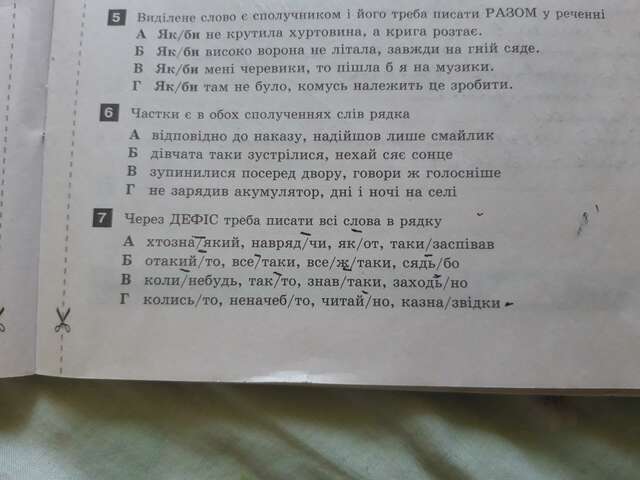 5 Виділене слово є сполучником і його треба писати РАЗОМ у реченні
А Як/би не крутила хуртовина, а крига розтає.
Б Як/би високо ворона не літала, завжди на гній сяде.
В Як/би мені черевики, то пішла б я на музики.
Г Як/би там не було, комусь належить це зробити.
6 Частки є в обох сполученнях слів рядка
А відповідно до наказу, надійшов лише смайлик
Б дівчата таки зустрілися, нехай сяє сонце
В зупинилися посеред двору, говори ж голосніше
Г не зарядив акумулятор, дні і ночі на селі
7 Через ДЕФІС треба писати всі слова в рядку
А хтозна/який, навряд/чи, як/от, таки/заспівав
Б отакий/то, все/таки, все/ж/таки, сядь/бо
В коли/небудь, так/то, знав/таки, заходь/но
Г колись/то, неначеб/то, читай/но, казна/звідки